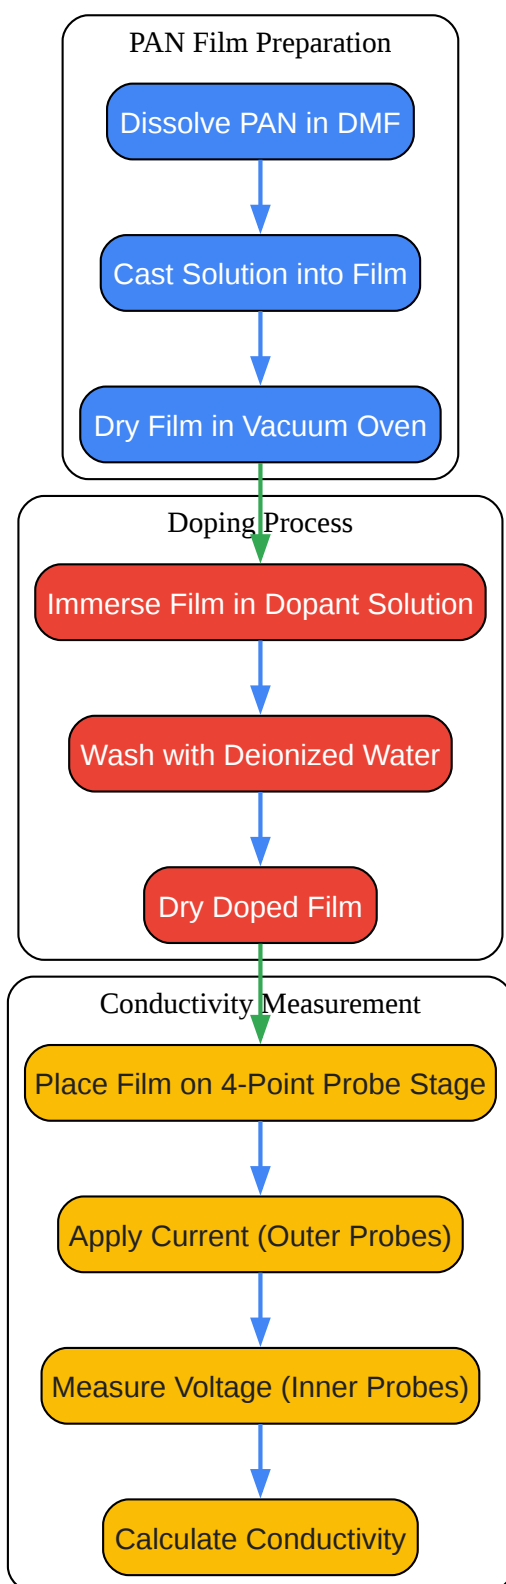 PAN Film Preparation
Dissolve PAN in DMF
Cast Solution into Film
Dry Film in Vacuum Oven
Doping Process
Immerse Film in Dopant Solution
Wash with Deionized Water
Dry Doped Film
Conductivity Measurement
Place Film on 4-Point Probe Stage
Apply Current (Outer Probes)
Measure Voltage (Inner Probes)
Calculate Conductivity